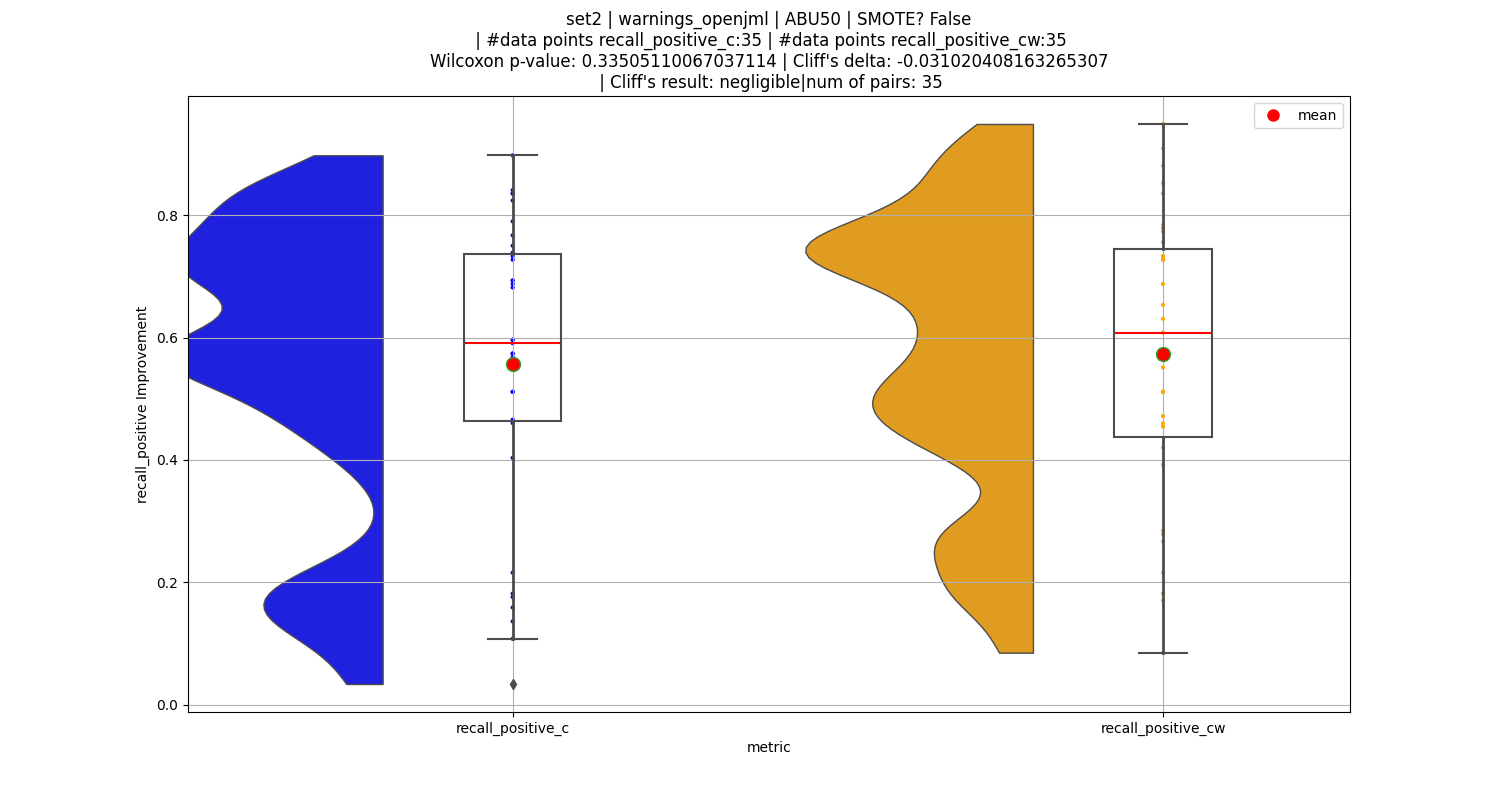 set2 | warnings_openjml | ABU50 | SMOTE? False
| #data points recall_positive_c:35 | #data points recall_positive_cw:35
Wilcoxon p-value: 0.33505110067037114 | Cliff's delta: -0.031020408163265307
| Cliff's result: negligible|num of pairs: 35
mean
recall_positive Improvement
0.8
0.6
0.4
0.2
0.0
recall_positive_c
recall_positive_cw
metric